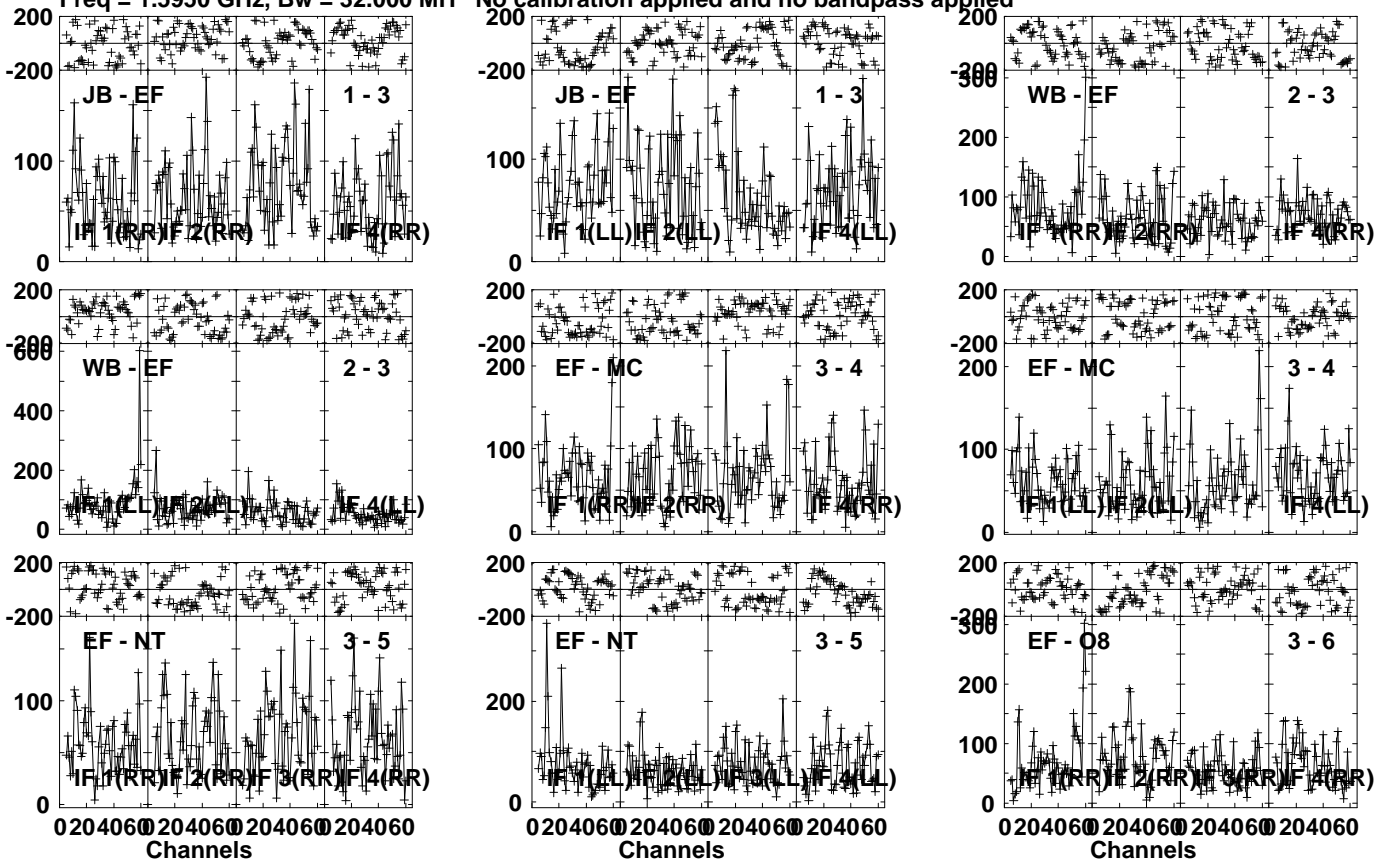 Freq = 1.5950 GHz, Bw = 32.000 MH No calibration applied and no bandpass applied
200
-200
JB - EF 1 - 3
100
0
IF 1(RR) IF 2(RR) IF 4(RR)
200
-200
JB - EF 1 - 3
100
0
IF 1(LL) IF 2(LL) IF 4(LL)
200
-200
300
WB - EF 2 - 3
200
100
0
IF 1(RR) IF 2(RR) IF 4(RR)
200
-200
600
WB - EF 2 - 3
400
200
0
IF 1(LL) IF 2(LL) IF 4(LL)
200
-200
200
EF - MC 3 - 4
100
0
IF 1(RR) IF 2(RR) IF 4(RR)
200
-200
200
EF - MC 3 - 4
100
0
IF 1(LL) IF 2(LL) IF 4(LL)
200
-200
EF - NT 3 - 5
100
0
IF 1(RR) IF 2(RR) IF 3(RR) IF 4(RR)
0 20 40 60 0 20 40 60 0 20 40 60 0 20 40 60
Channels
200
-200
EF - NT 3 - 5
200
0
IF 1(LL) IF 2(LL) IF 3(LL) IF 4(LL)
0 20 40 60 0 20 40 60 0 20 40 60 0 20 40 60
Channels
200
-200
300
EF - O8 3 - 6
200
100
0
IF 1(RR) IF 2(RR) IF 3(RR) IF 4(RR)
0 20 40 60 0 20 40 60 0 20 40 60 0 20 40 60
Channels